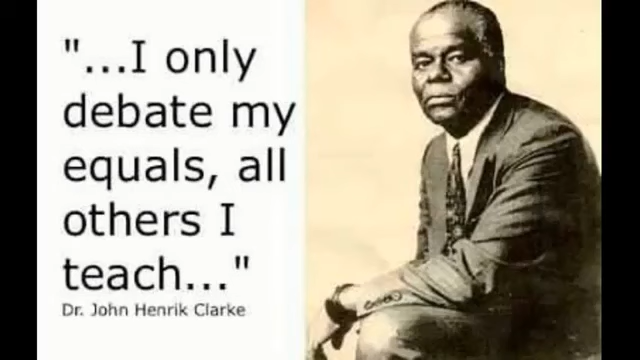 "...I only
debate my
equals, all
others I
teach..."
Dr. John Henrik Clarke